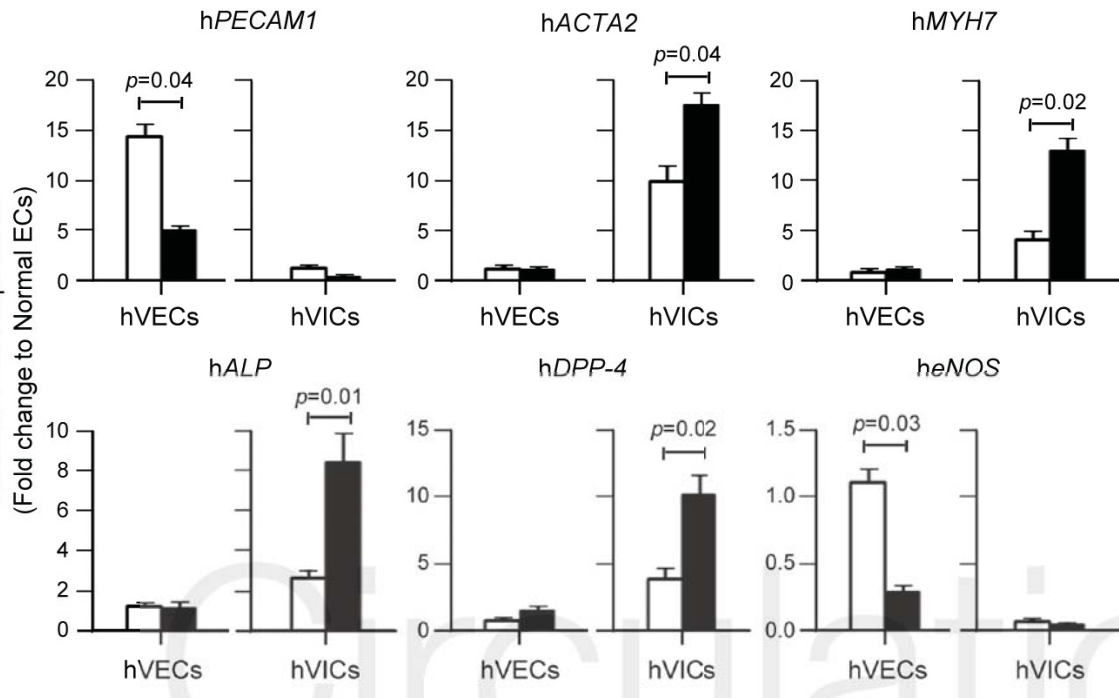 hPECAM1 hACTA2 hMYH7
(Fold change to Normal ECs)
20 p=0.04 20 p=0.04 20 p=0.02
15 15 15
10 10 10
5 5 5
0 0 0
hVECs hVICs hVECs hVICs hVECs hVICs
hALP hDPP-4 heNOS
10 p=0.01 15 p=0.02 1.5 p=0.03
8
6 10 1.0
4 5 0.5
2
0 0 0.0
hVECs hVICs hVECs hVICs hVECs hVICs
Circulatio